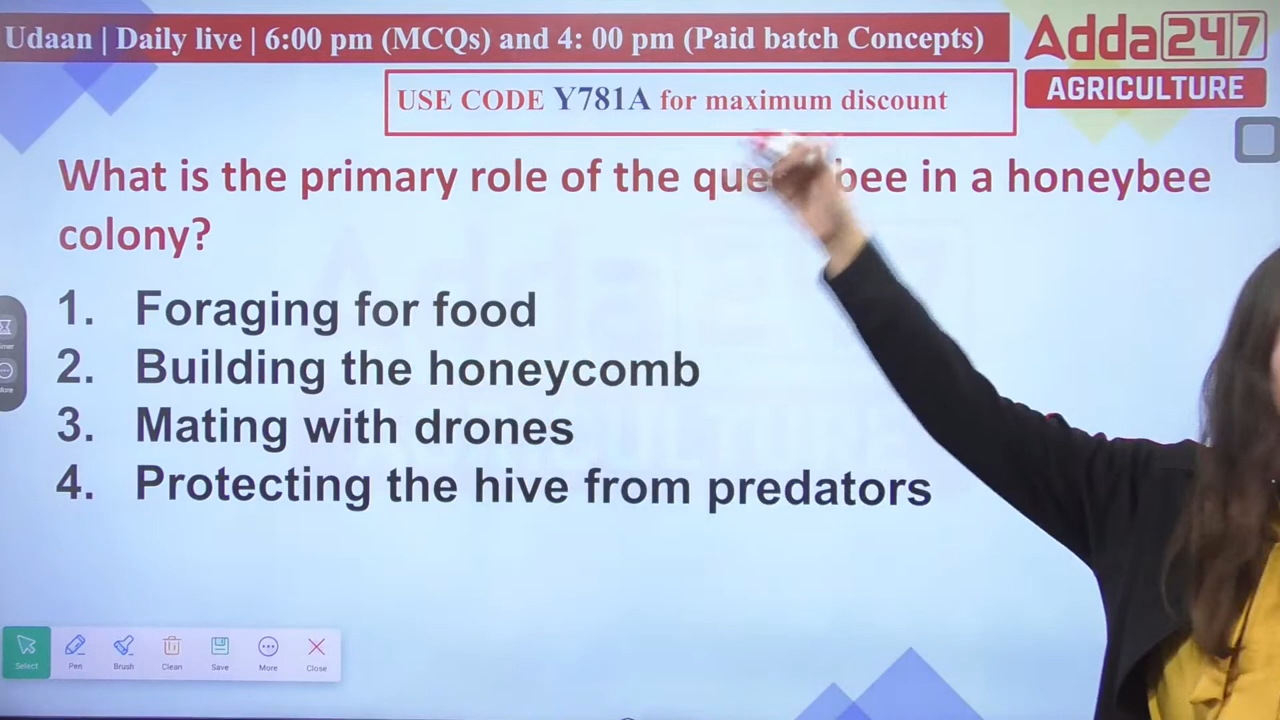 Udaan | Daily live | 6:00 pm (MCQs) and 4: 00 pm (Paid batch Concepts)
Adda247
AGRICULTURE
USE CODE Y781A for maximum discount
What is the primary role of the bee in a honeybee
colony?
1. Foraging for food
2. Building the honeycomb
3. Mating with drones
4. Protecting the hive from predators
Select Pen Brush Clean Save More Close